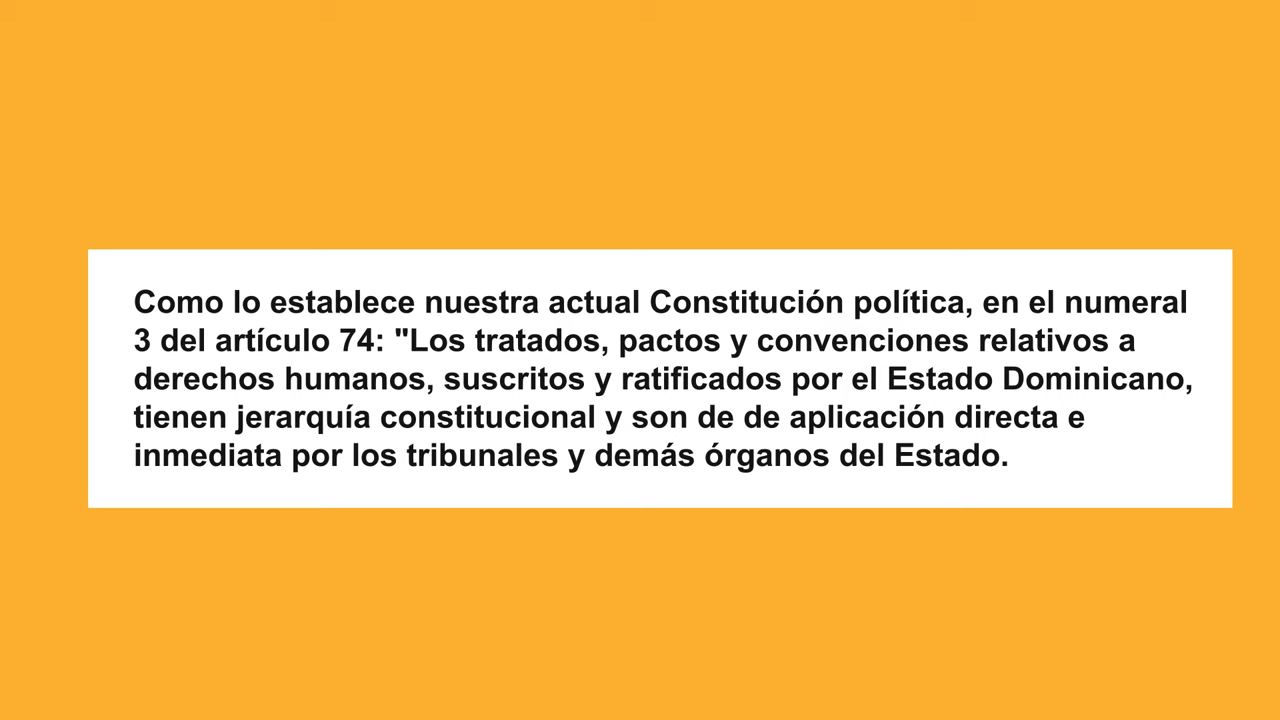 Como lo establece nuestra actual Constitución política, en el numeral
3 del artículo 74: "Los tratados, pactos y convenciones relativos a
derechos humanos, suscritos y ratificados por el Estado Dominicano,
tienen jerarquía constitucional y son de de aplicación directa e
inmediata por los tribunales y demás órganos del Estado.